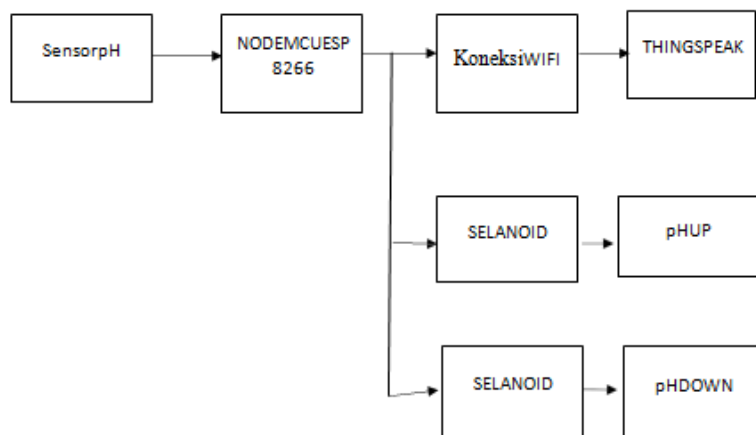 SensorpH
NODEMCUESP
8266
KoneksiWIFI
THINGSPEAK
SELANOID
pHUP
SELANOID
pHDOWN